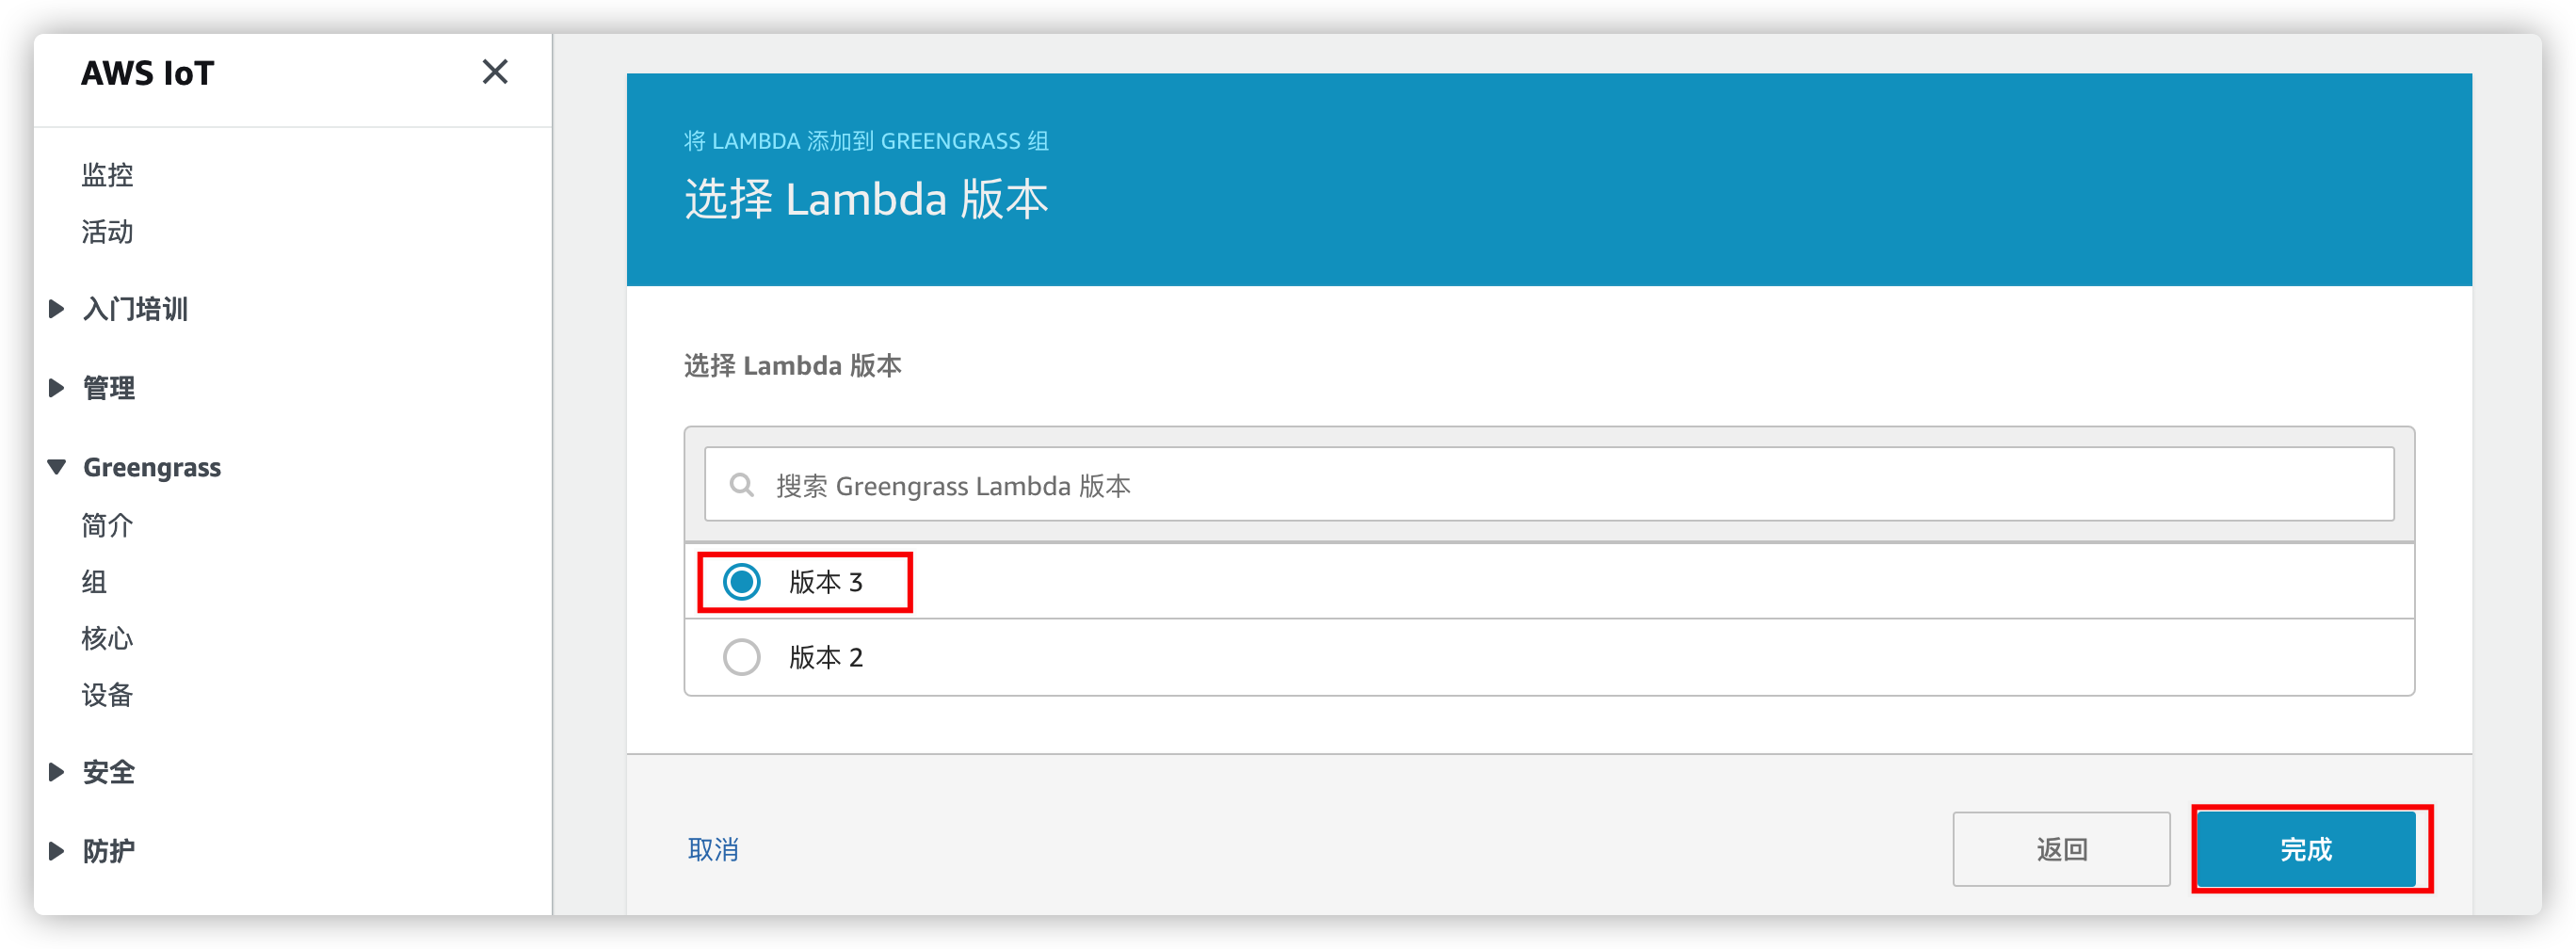 AWS IoT
监控
活动
入门培训
管理
Greengrass
简介
组
核心
设备
安全
防护
将 LAMBDA 添加到 GREENGRASS 组
选择 Lambda 版本
选择 Lambda 版本
搜索 Greengrass Lambda 版本
版本 3
版本 2
取消
返回
完成